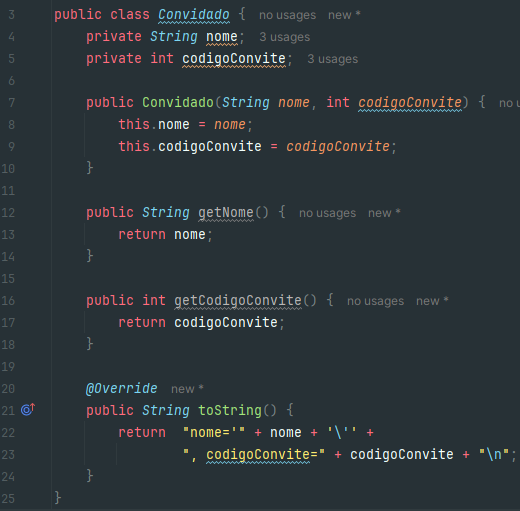 3 public class Convidado { no usages new *
4 private String nome; 3 usages
5 private int codigoConvite; 3 usages
6
7 public Convidado(String nome, int codigoConvite) { no u
8 this.nome = nome;
9 this.codigoConvite = codigoConvite;
10 }
11
12 public String getNome() { no usages new *
13 return nome;
14 }
15
16 public int getCodigoConvite() { no usages new *
17 return codigoConvite;
18 }
19
20 @Override new *
21 public String toString() {
22 return "nome='" + nome + '\'' +
23 ", codigoConvite=" + codigoConvite + "\n";
24 }
25 }